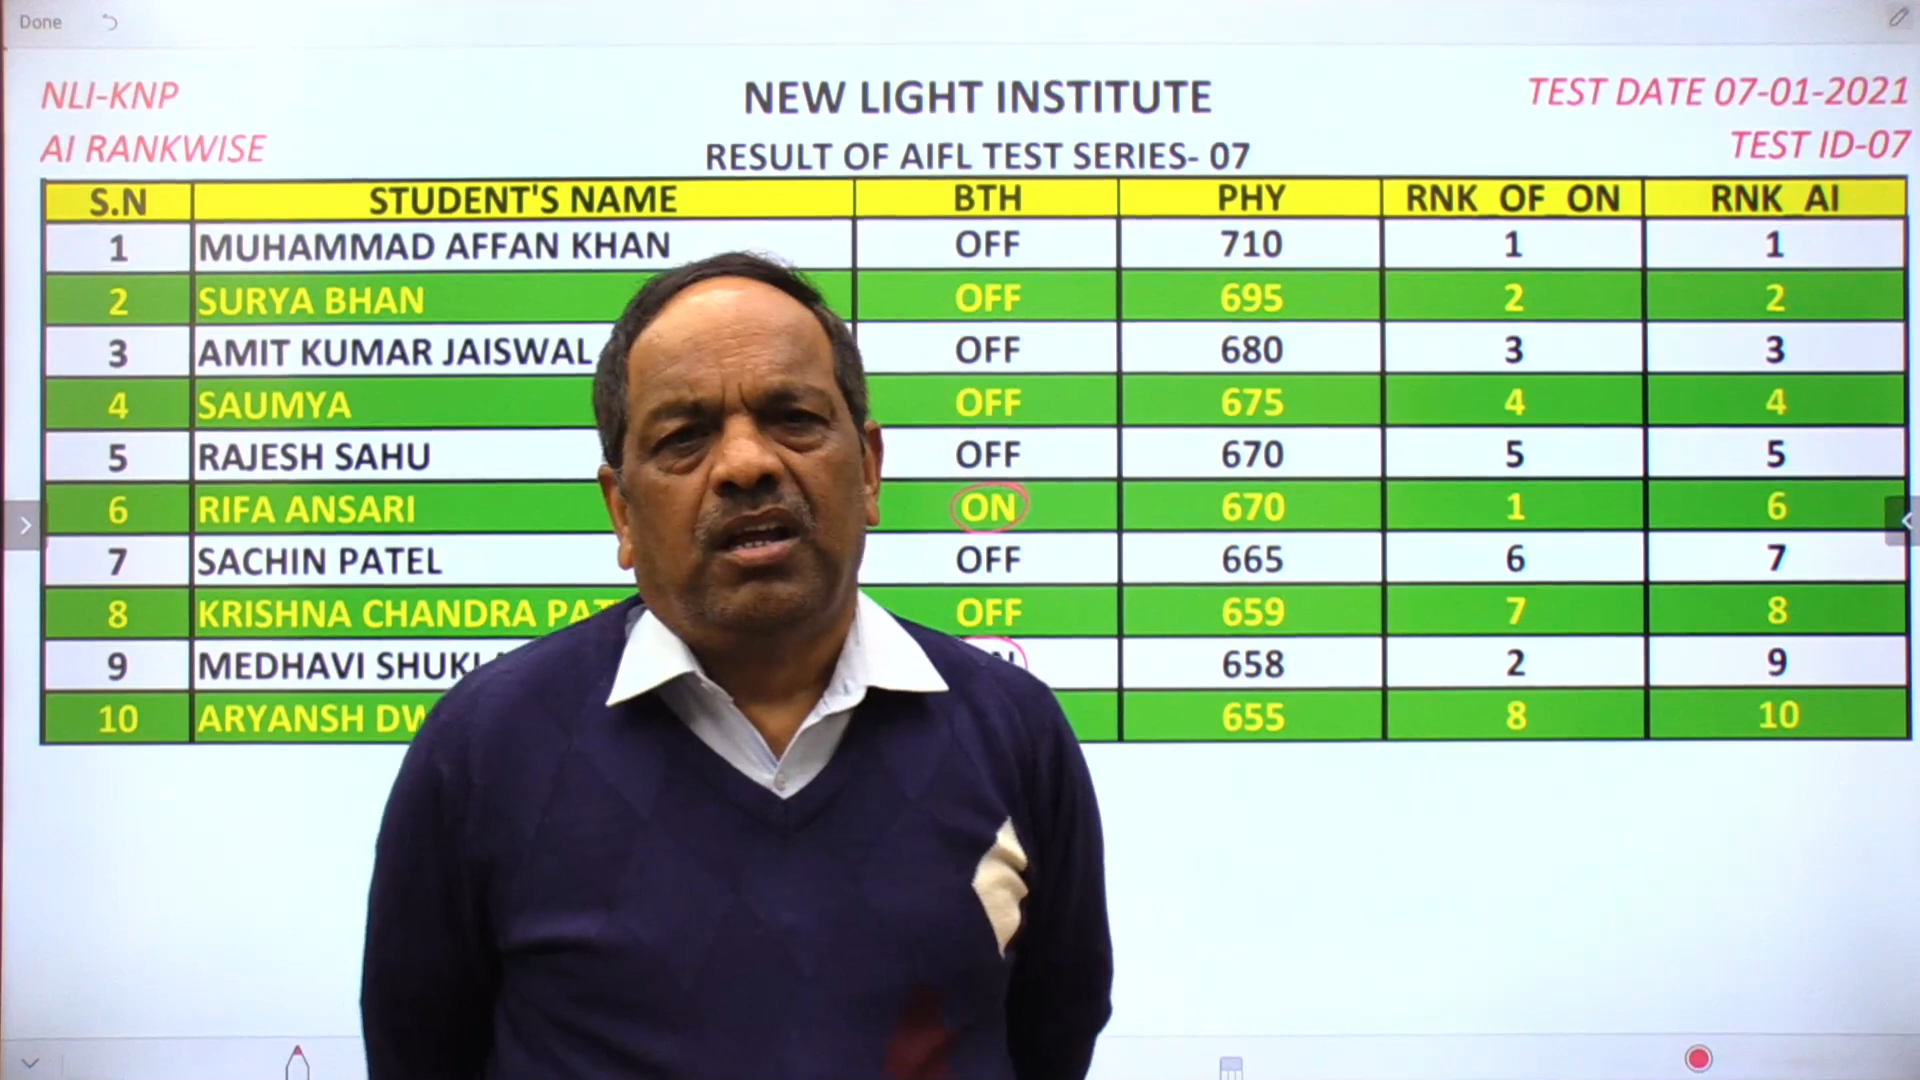 Done
NLI-KNP
NEW LIGHT INSTITUTE
TEST DATE 07-01-2021
AI RANKWISE
RESULT OF AIFL TEST SERIES- 07
TEST ID-07
S.N STUDENT'S NAME BTH PHY RNK_OF_ON RNK_AI
1 MUHAMMAD AFFAN KHAN OFF 710 1 1
2 SURYA BHAN OFF 695 2 2
3 AMIT KUMAR JAISWAL OFF 680 3 3
4 SAUMYA OFF 675 4 4
5 RAJESH SAHU OFF 670 5 5
6 RIFA ANSARI ON 670 1 6
7 SACHIN PATEL OFF 665 6 7
8 KRISHNA CHANDRA OFF 659 7 8
9 MEDHAVI 658 2 9
10 ARYANSH 655 8 10